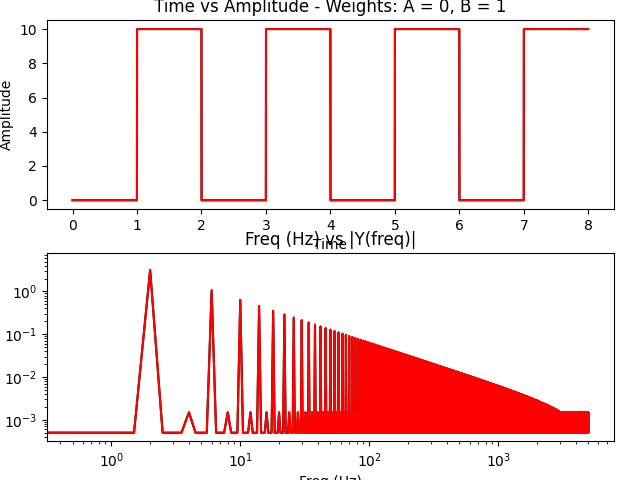 Time vs Amplitude - Weights: A = 0, B = 1
Amplitude
10
8
6
4
2
0
0 1 2 3 4 5 6 7 8
Time
Freq (Hz) vs |Y(freq)|
10⁰
10⁻¹
10⁻²
10⁻³
10⁰ 10¹ 10² 10³
Freq (Hz)